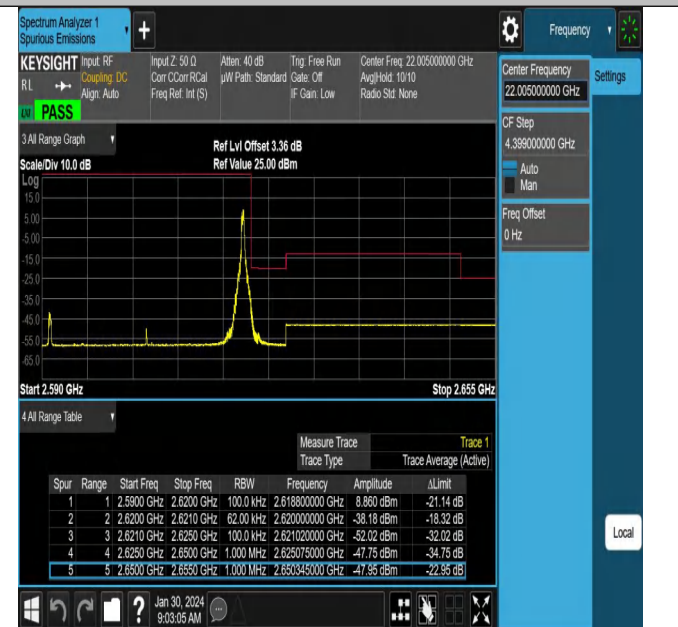 Spectrum Analyzer 1
Spurious Emissions
+
Frequency
KEYSIGHT
RL
PASS
Input: RF
Coupling: DC
Align: Auto
Input Z: 50 Ω
Corr CCorr RCal
Freq Ref: Int (S)
Atten: 40 dB
µW Path: Standard
Trig: Free Run
Gate: Off
IF Gain: Low
Center Freq: 22.005000000 GHz
Avg|Hold: 10/10
Radio Std: None
Center Frequency
22.005000000 GHz
Settings
CF Step
4.399000000 GHz
Auto
Man
Freq Offset
0 Hz
3 All Range Graph
Scale/Div 10.0 dB
Ref Lvl Offset 3.36 dB
Ref Value 25.00 dBm
Log
15.0
5.00
-5.00
-15.0
-25.0
-35.0
-45.0
-55.0
-65.0
Start 2.590 GHz
Stop 2.655 GHz
4 All Range Table
Measure Trace Trace 1
Trace Type Trace Average (Active)
Spur Range Start Freq Stop Freq RBW Frequency Amplitude ΔLimit
1 1 2.5900 GHz 2.6200 GHz 100.0 kHz 2.618800000 GHz 8.860 dBm -21.14 dB
2 2 2.6200 GHz 2.6210 GHz 62.00 kHz 2.620000000 GHz -38.18 dBm -18.32 dB
3 3 2.6210 GHz 2.6250 GHz 100.0 kHz 2.621020000 GHz -52.02 dBm -32.02 dB
4 4 2.6250 GHz 2.6500 GHz 1.000 MHz 2.625075000 GHz -47.75 dBm -34.75 dB
5 5 2.6500 GHz 2.6550 GHz 1.000 MHz 2.650345000 GHz -47.95 dBm -22.95 dB
Local
?
Jan 30, 2024
9:03:05 AM